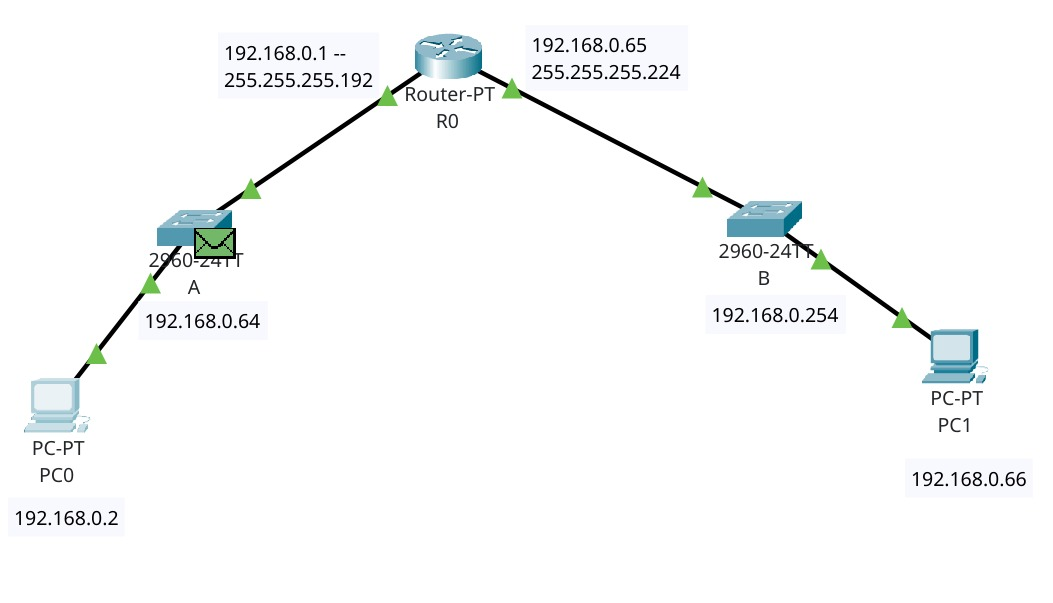 192.168.0.1 --
255.255.255.192
192.168.0.65
255.255.255.224
Router-PT
R0
2960-24TT
A
192.168.0.64
2960-24TT
B
192.168.0.254
PC-PT
PC0
192.168.0.2
PC-PT
PC1
192.168.0.66